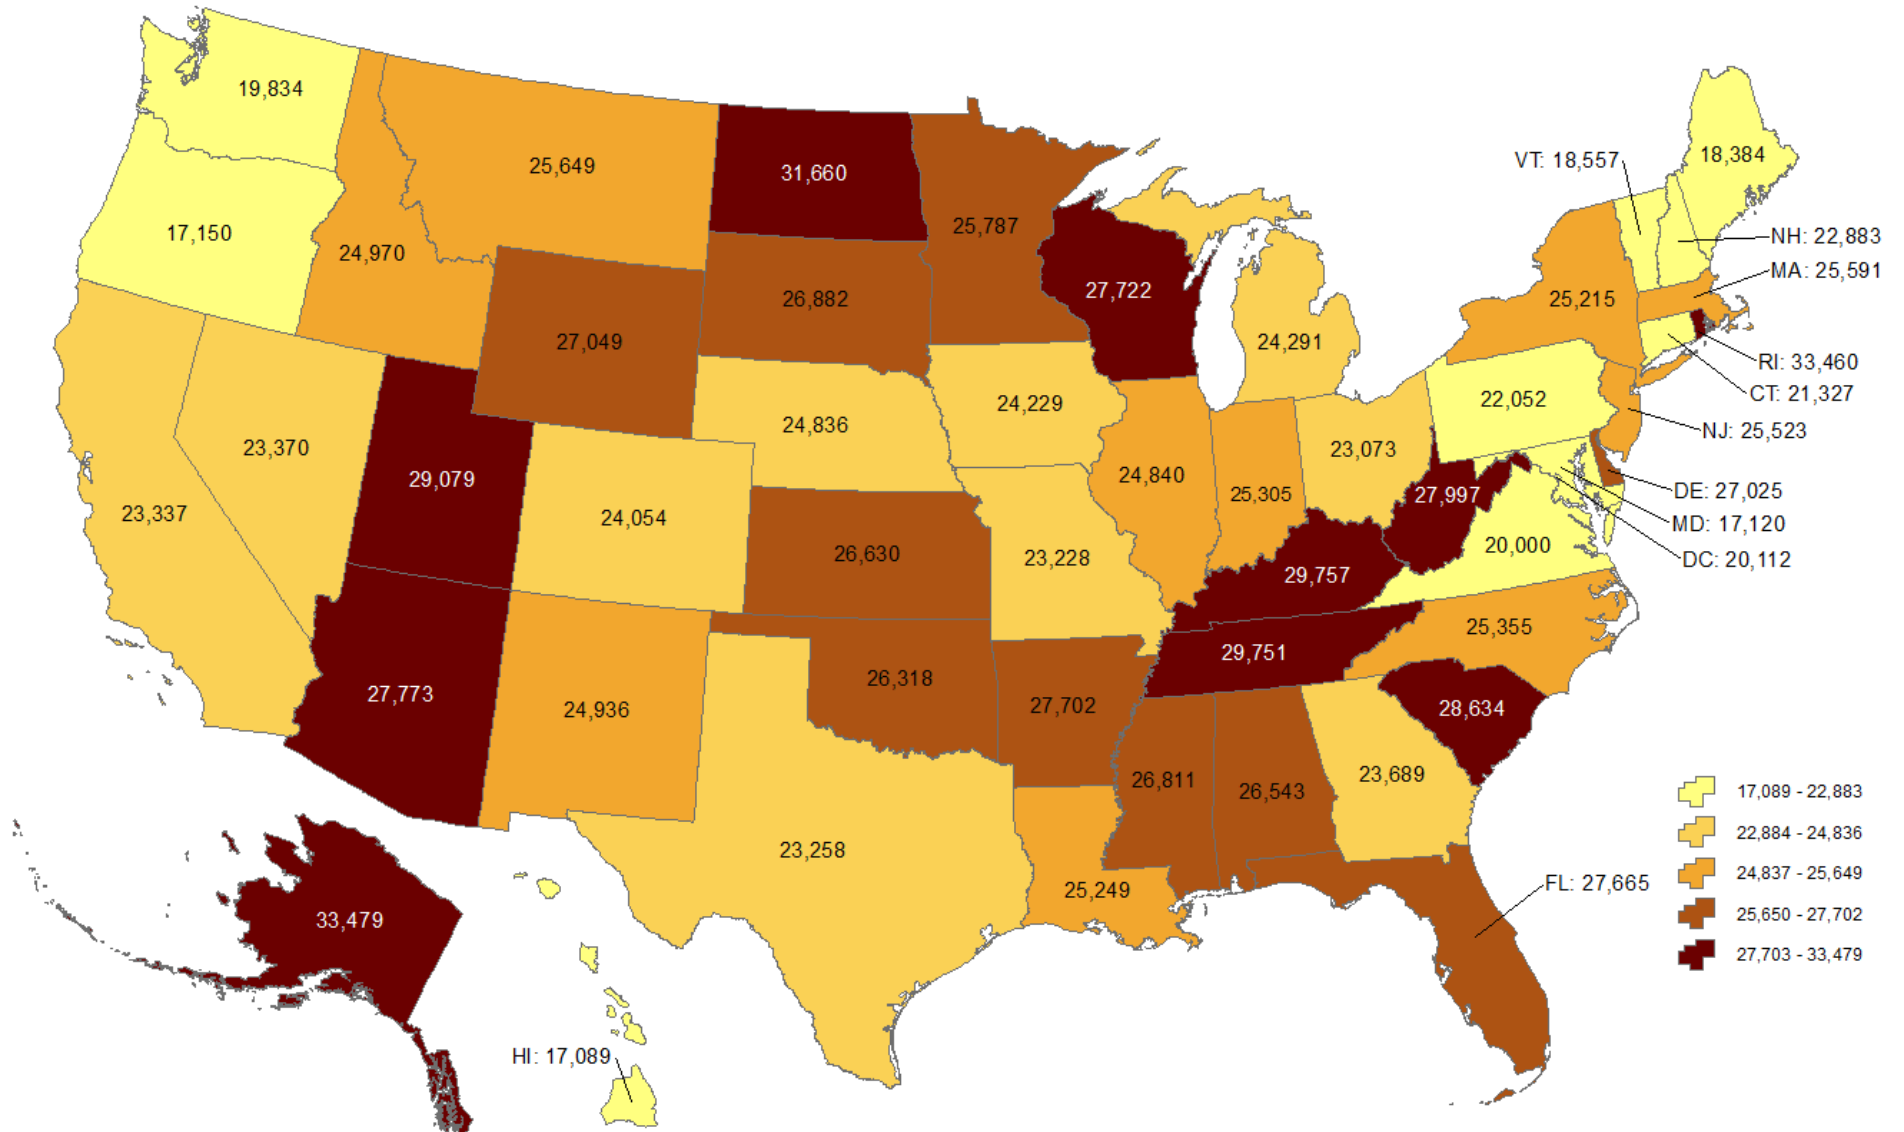 19,834
18,384
VT: 18,557
25,649
31,660
25,787
17,150
24,970
NH: 22,883
MA: 25,591
27,722
26,882
25,215
27,049
24,291
RI: 33,460
CT: 21,327
24,229
22,052
24,836
NJ: 25,523
23,370
23,073
29,079
24,840
25,305
27,997
DE: 27,025
23,337
24,054
MD: 17,120
20,000
26,630
23,228
DC: 20,112
29,757
25,355
29,751
26,318
27,773
24,936
27,702
28,634
23,689
26,811
26,543
17,089 - 22,883
22,884 - 24,836
23,258
24,837 - 25,649
25,249
FL: 27,665
25,650 - 27,702
33,479
27,703 - 33,479
HI: 17,089